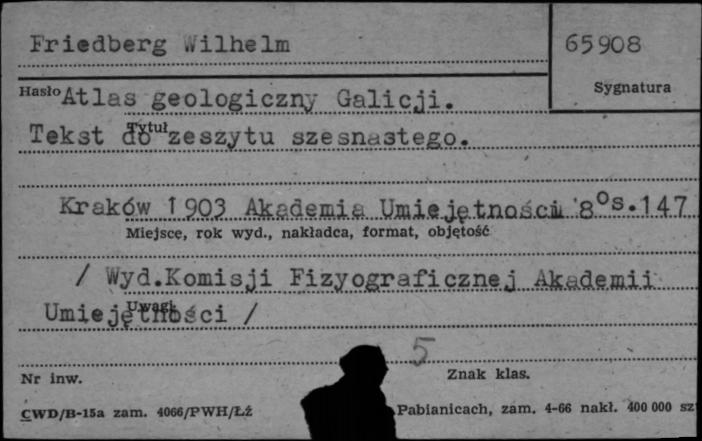 Friedberg Wilhelm
65908
Sygnatura
Hasło Atlas geologiczny Galicji.
Tytuł
Tekst do zeszytu szesnastego.
Kraków 1903 Akademia Umiejętności 8° s.147
Miejsce, rok wyd., nakładca, format, objętość
/ Wyd.Komisji Fizyograficznej Akademii
Uwagi
Umiejętności /
5
Nr inw.
Znak klas.
CWD/B-15a zam. 4066/PWH/Łź
Pabianicach, zam. 4-66 nakł. 400 000